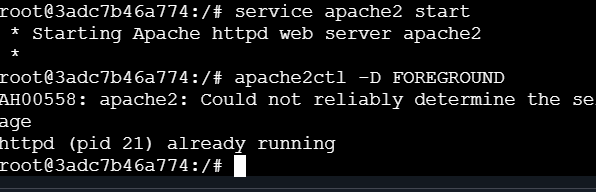 root@3adc7b46a774:/# service apache2 start
 * Starting Apache httpd web server apache2
 *
root@3adc7b46a774:/# apache2ctl -D FOREGROUND
AH00558: apache2: Could not reliably determine the se
age
httpd (pid 21) already running
root@3adc7b46a774:/#